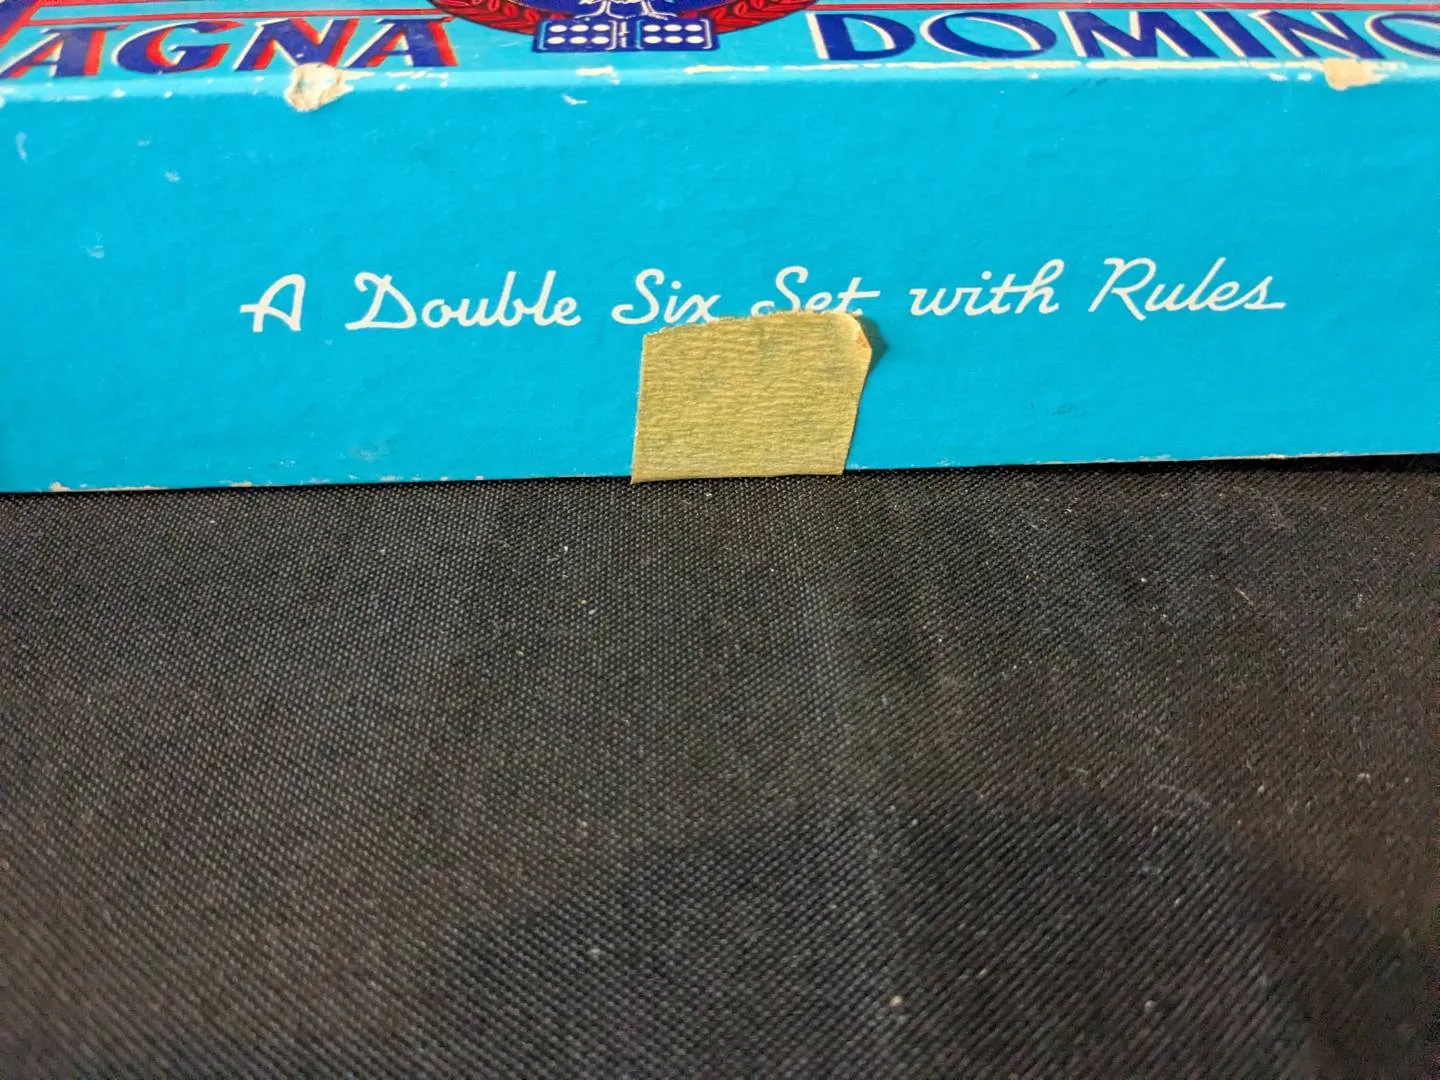 AGNA DOMINO
A Double Six Set with Rules